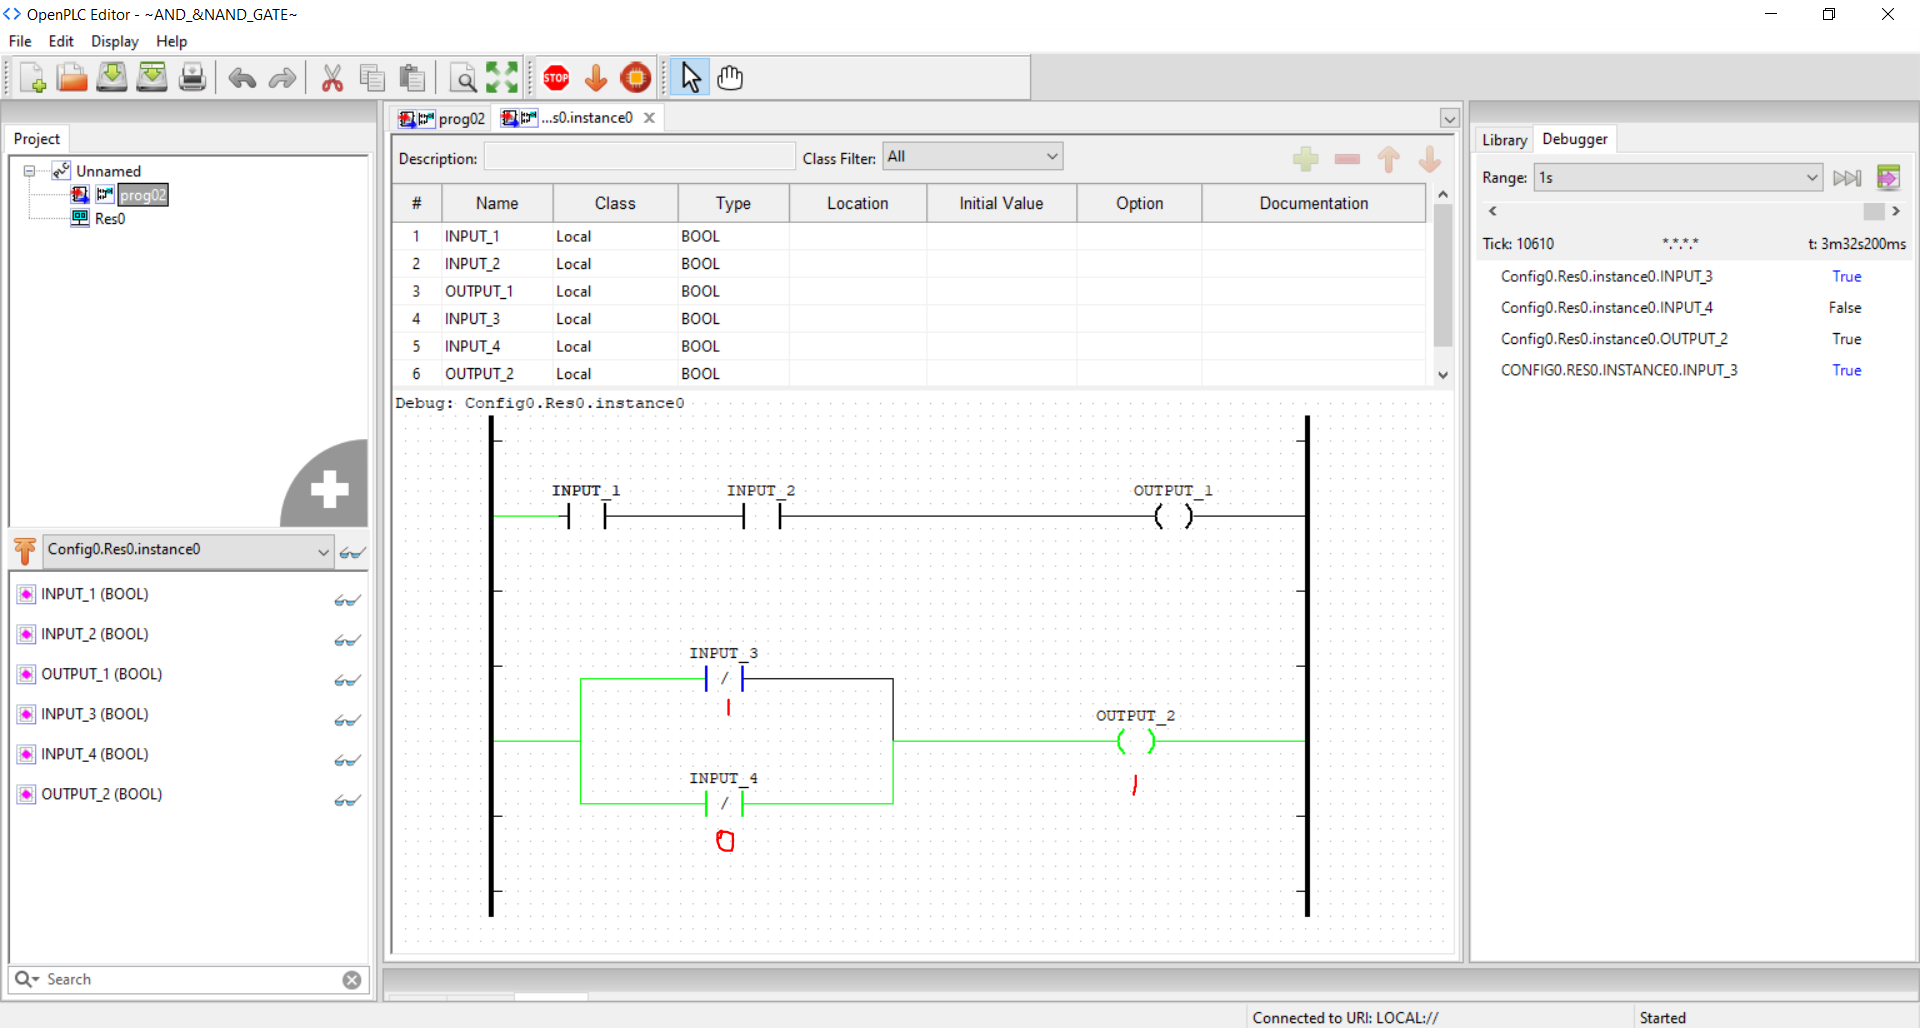 OpenPLC Editor - ~AND_&NAND_GATE~
File Edit Display Help
STOP
Project
Unnamed
prog02
Res0
Config0.Res0.instance0
INPUT_1 (BOOL)
INPUT_2 (BOOL)
OUTPUT_1 (BOOL)
INPUT_3 (BOOL)
INPUT_4 (BOOL)
OUTPUT_2 (BOOL)
Search
prog02 ...s0.instance0
Description: Class Filter: All
# Name Class Type Location Initial Value Option Documentation
1 INPUT_1 Local BOOL
2 INPUT_2 Local BOOL
3 OUTPUT_1 Local BOOL
4 INPUT_3 Local BOOL
5 INPUT_4 Local BOOL
6 OUTPUT_2 Local BOOL
Debug: Config0.Res0.instance0
INPUT_1 INPUT_2 OUTPUT_1
INPUT_3
/
1
OUTPUT_2
1
INPUT_4
/
0
Library Debugger
Range: 1s
Tick: 10610 *.*.*.* t: 3m32s200ms
Config0.Res0.instance0.INPUT_3 True
Config0.Res0.instance0.INPUT_4 False
Config0.Res0.instance0.OUTPUT_2 True
CONFIG0.RES0.INSTANCE0.INPUT_3 True
Connected to URI: LOCAL:// Started